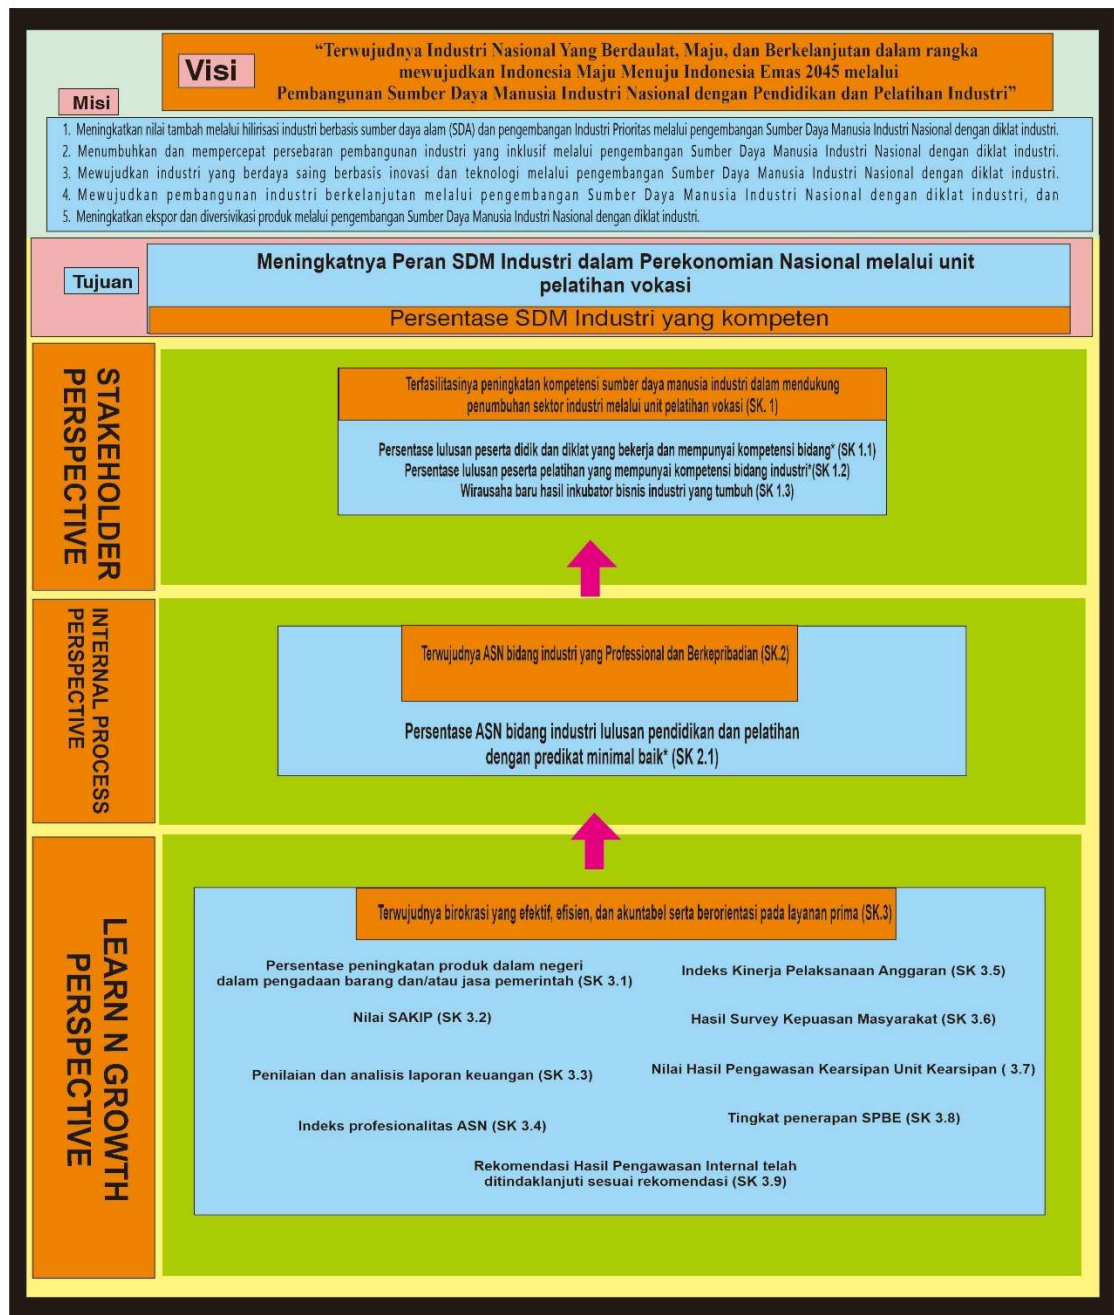 Visi
“Terwujudnya Industri Nasional Yang Berdaulat, Maju, dan Berkelanjutan dalam rangka
mewujudkan Indonesia Maju Menuju Indonesia Emas 2045 melalui
Pembangunan Sumber Daya Manusia Industri Nasional dengan Pendidikan dan Pelatihan Industri”
Misi
1. Meningkatkan nilai tambah melalui hilirisasi industri berbasis sumber daya alam (SDA) dan pengembangan Industri Prioritas melalui pengembangan Sumber Daya Manusia Industri Nasional dengan diklat industri.
2. Menumbuhkan dan mempercepat persebaran pembangunan industri yang inklusif melalui pengembangan Sumber Daya Manusia Industri Nasional dengan diklat industri.
3. Mewujudkan industri yang berdaya saing berbasis inovasi dan teknologi melalui pengembangan Sumber Daya Manusia Industri Nasional dengan diklat industri.
4. Mewujudkan pembangunan industri berkelanjutan melalui pengembangan Sumber Daya Manusia Industri Nasional dengan diklat industri, dan
5. Meningkatkan ekspor dan diversivikasi produk melalui pengembangan Sumber Daya Manusia Industri Nasional dengan diklat industri.
Tujuan
Meningkatnya Peran SDM Industri dalam Perekonomian Nasional melalui unit
pelatihan vokasi
Persentase SDM Industri yang kompeten
STAKEHOLDER
PERSPECTIVE
Terfasilitasinya peningkatan kompetensi sumber daya manusia industri dalam mendukung
penumbuhan sektor industri melalui unit pelatihan vokasi (SK. 1)
Persentase lulusan peserta didik dan diklat yang bekerja dan mempunyai kompetensi bidang* (SK 1.1)
Persentase lulusan peserta pelatihan yang mempunyai kompetensi bidang industri*(SK 1.2)
Wirausaha baru hasil inkubator bisnis industri yang tumbuh (SK 1.3)
INTERNAL PROCESS
PERSPECTIVE
Terwujudnya ASN bidang industri yang Professional dan Berkepribadian (SK.2)
Persentase ASN bidang industri lulusan pendidikan dan pelatihan
dengan predikat minimal baik* (SK 2.1)
LEARN N GROWTH
PERSPECTIVE
Terwujudnya birokrasi yang efektif, efisien, dan akuntabel serta berorientasi pada layanan prima (SK.3)
Persentase peningkatan produk dalam negeri
dalam pengadaan barang dan/atau jasa pemerintah (SK 3.1)
Nilai SAKIP (SK 3.2)
Penilaian dan analisis laporan keuangan (SK 3.3)
Indeks profesionalitas ASN (SK 3.4)
Indeks Kinerja Pelaksanaan Anggaran (SK 3.5)
Hasil Survey Kepuasan Masyarakat (SK 3.6)
Nilai Hasil Pengawasan Kearsipan Unit Kearsipan ( 3.7)
Tingkat penerapan SPBE (SK 3.8)
Rekomendasi Hasil Pengawasan Internal telah
ditindaklanjuti sesuai rekomendasi (SK 3.9)